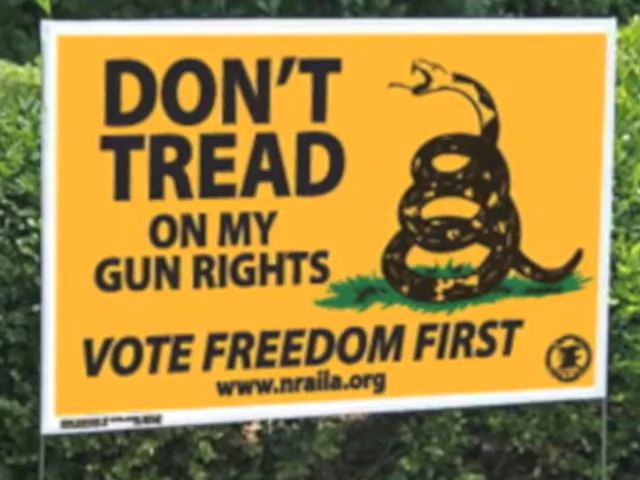 DON'T
TREAD
ON MY
GUN RIGHTS
VOTE FREEDOM FIRST
www.nraila.org